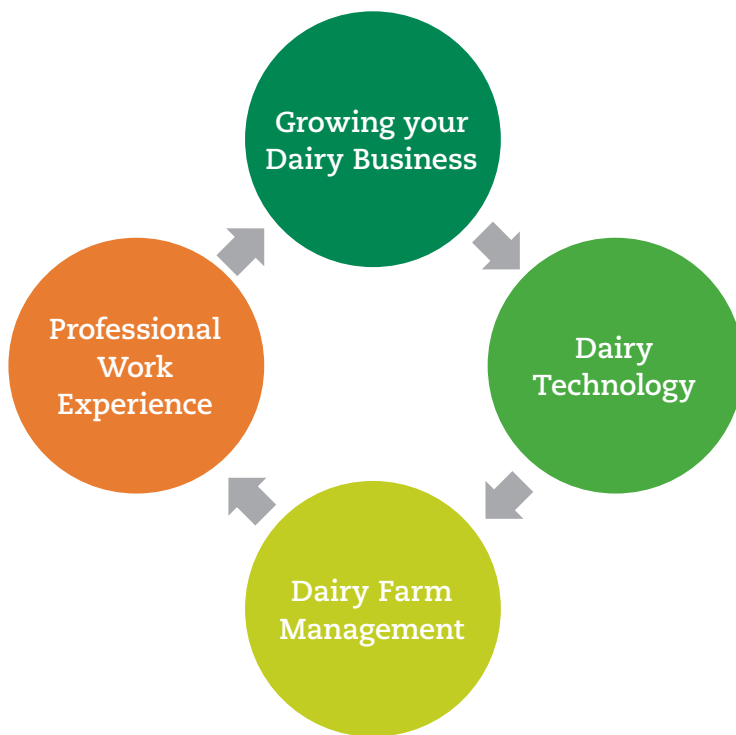 Growing your
Dairy Business
Dairy
Technology
Dairy Farm
Management
Professional
Work
Experience